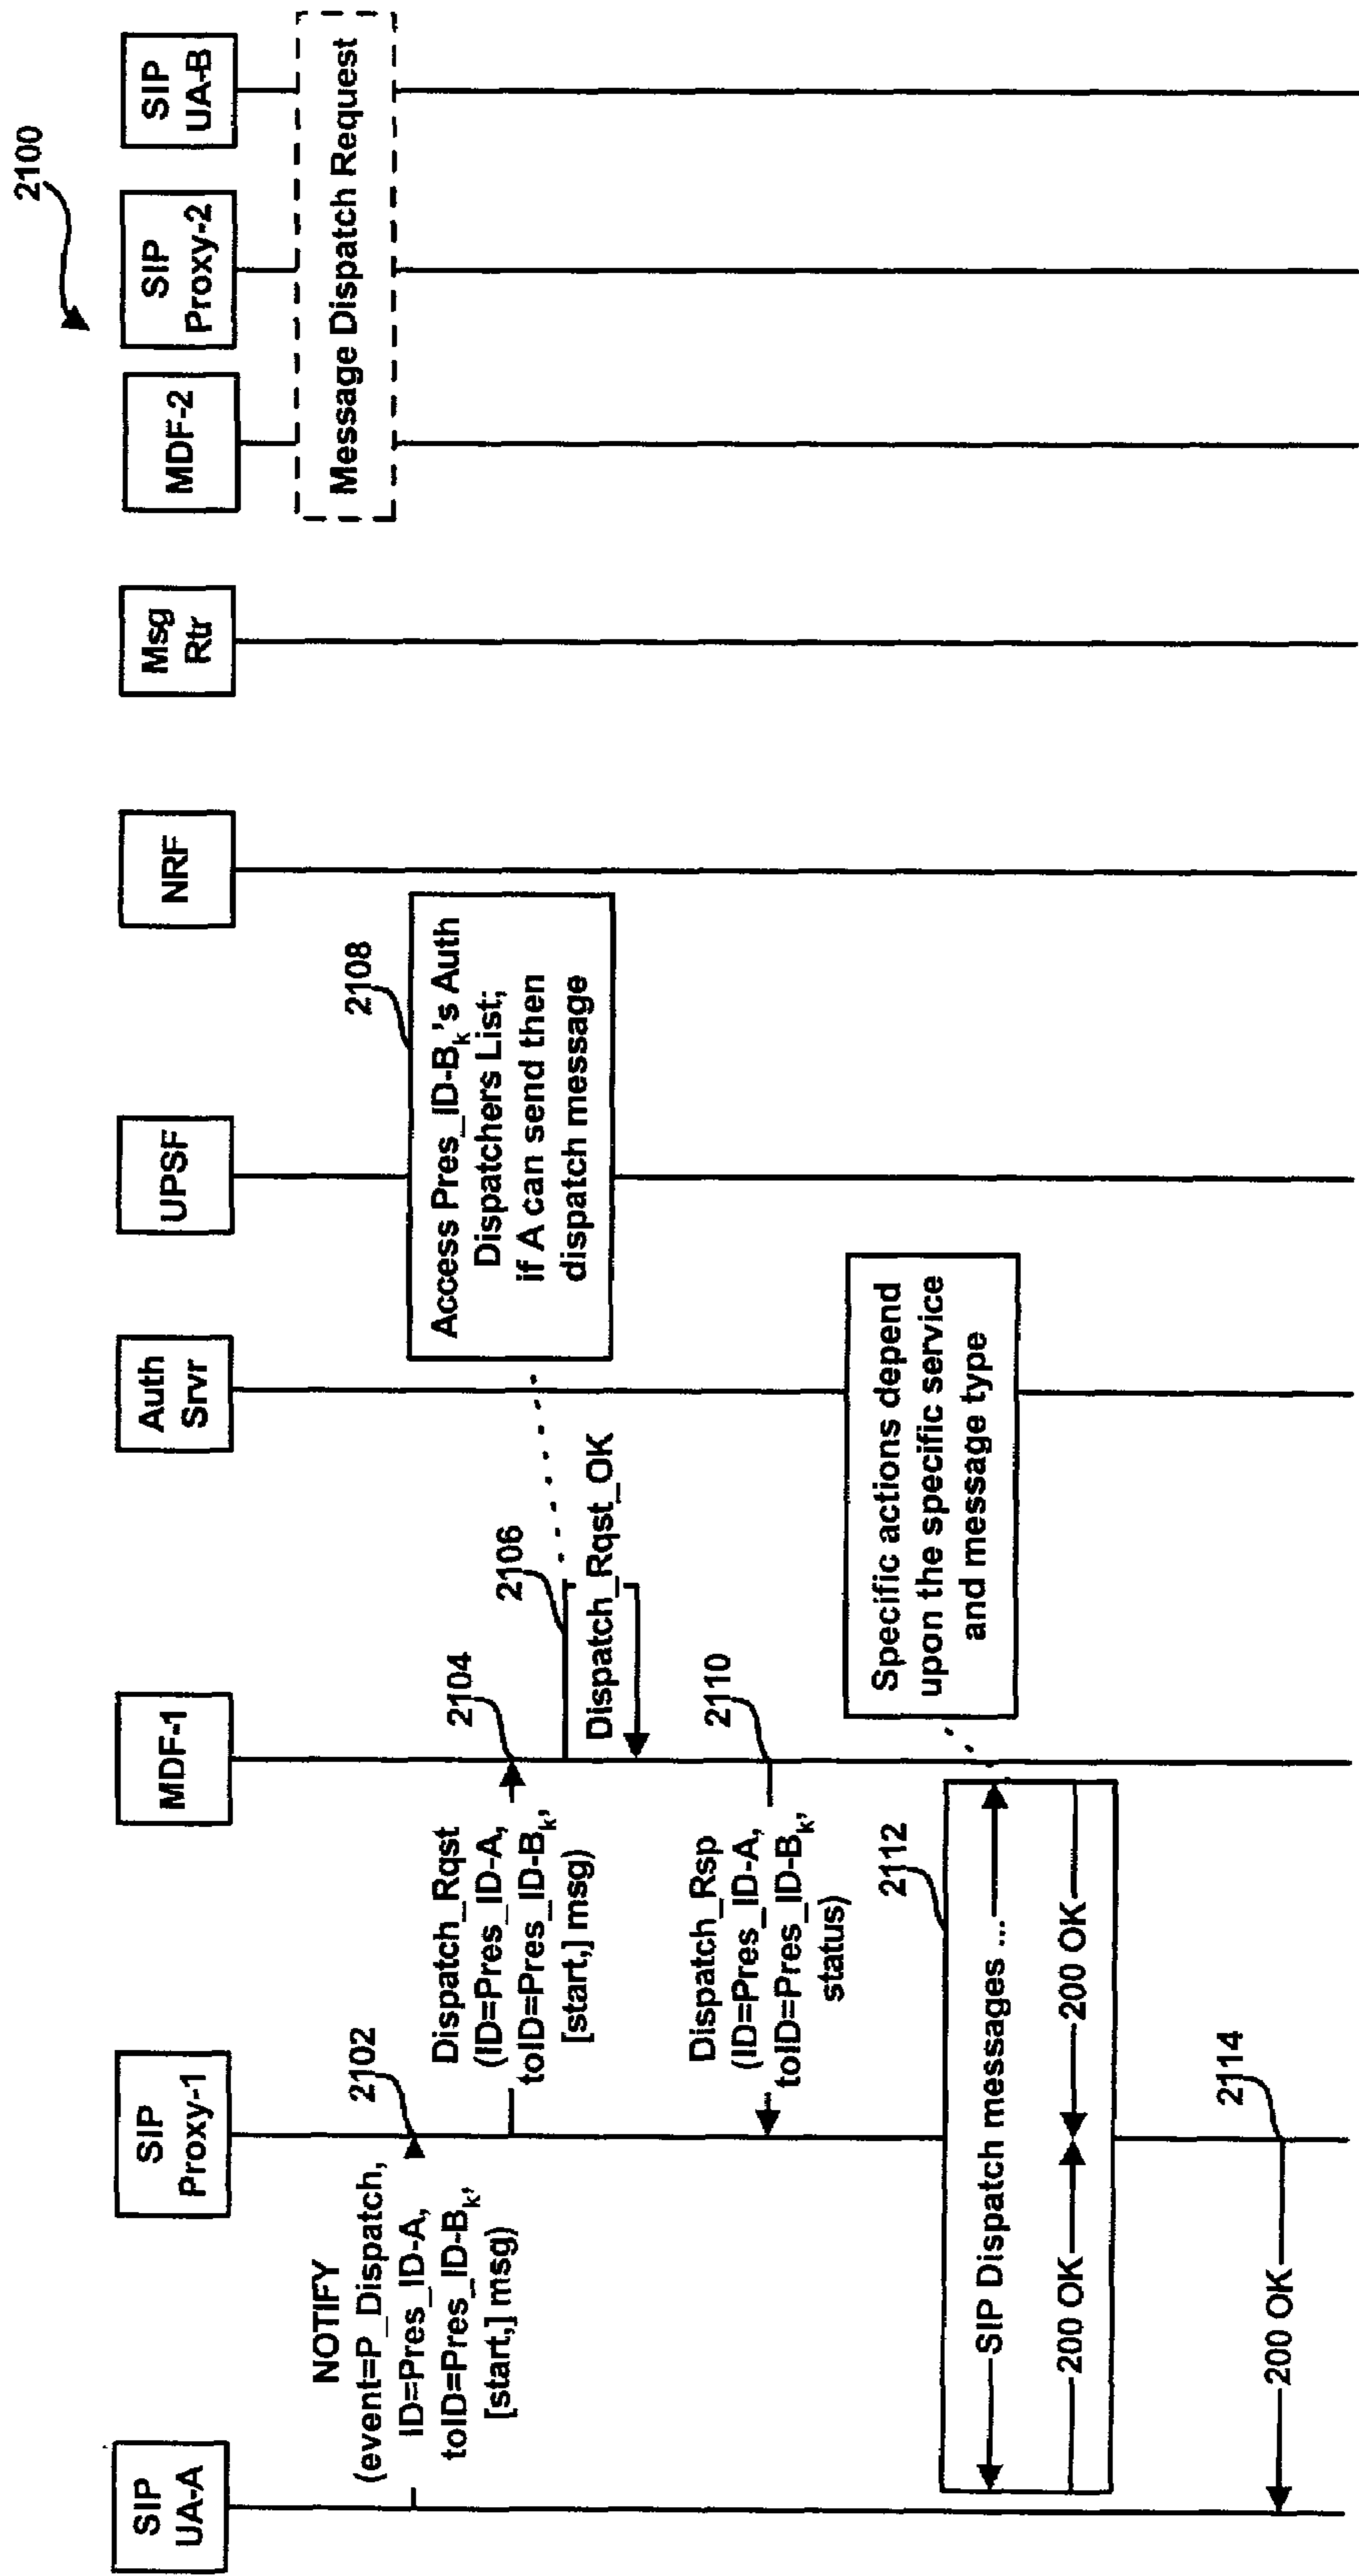 2100
SIP
UA-A
SIP
Proxy-1
MDF-1
Auth
Srvr
UPSF
NRF
Msg
Rtr
MDF-2
SIP
Proxy-2
SIP
UA-B
Message Dispatch Request
NOTIFY
(event=P_Dispatch,
ID=Pres_ID-A,
toID=Pres_ID-Bk,
[start,] msg)
2102
Dispatch_Rqst
(ID=Pres_ID-A,
toID=Pres_ID-Bk,
[start,] msg)
2104
2106
Dispatch_Rqst_OK
2108
Access Pres_ID-Bk's Auth
Dispatchers List;
if A can send then
dispatch message
Dispatch_Rsp
(ID=Pres_ID-A,
toID=Pres_ID-Bk,
status)
2110
Specific actions depend
upon the specific service
and message type
2112
SIP Dispatch messages ...
200 OK
200 OK
200 OK
2114